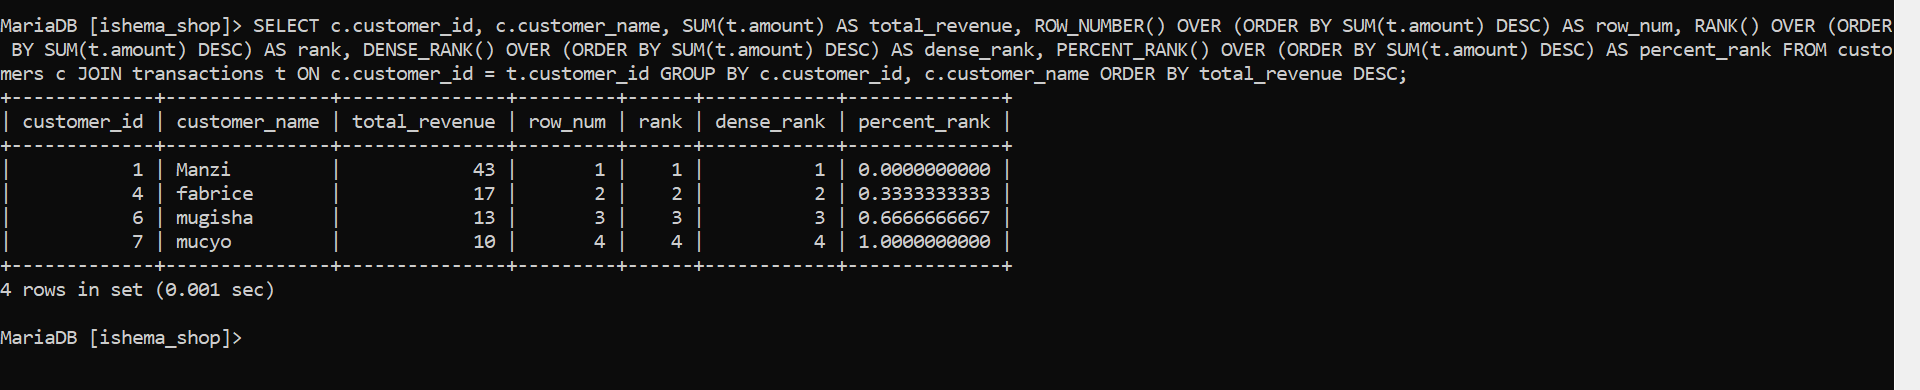 MariaDB [ishema_shop]> SELECT c.customer_id, c.customer_name, SUM(t.amount) AS total_revenue, ROW_NUMBER() OVER (ORDER BY SUM(t.amount) DESC) AS row_num, RANK() OVER (ORDER
 BY SUM(t.amount) DESC) AS rank, DENSE_RANK() OVER (ORDER BY SUM(t.amount) DESC) AS dense_rank, PERCENT_RANK() OVER (ORDER BY SUM(t.amount) DESC) AS percent_rank FROM custo
mers c JOIN transactions t ON c.customer_id = t.customer_id GROUP BY c.customer_id, c.customer_name ORDER BY total_revenue DESC;
+-------------+---------------+---------------+---------+------+------------+--------------+
| customer_id | customer_name | total_revenue | row_num | rank | dense_rank | percent_rank |
+-------------+---------------+---------------+---------+------+------------+--------------+
|           1 | Manzi         |            43 |       1 |    1 |          1 | 0.0000000000 |
|           4 | fabrice       |            17 |       2 |    2 |          2 | 0.3333333333 |
|           6 | mugisha       |            13 |       3 |    3 |          3 | 0.6666666667 |
|           7 | mucyo         |            10 |       4 |    4 |          4 | 1.0000000000 |
+-------------+---------------+---------------+---------+------+------------+--------------+
4 rows in set (0.001 sec)
MariaDB [ishema_shop]>